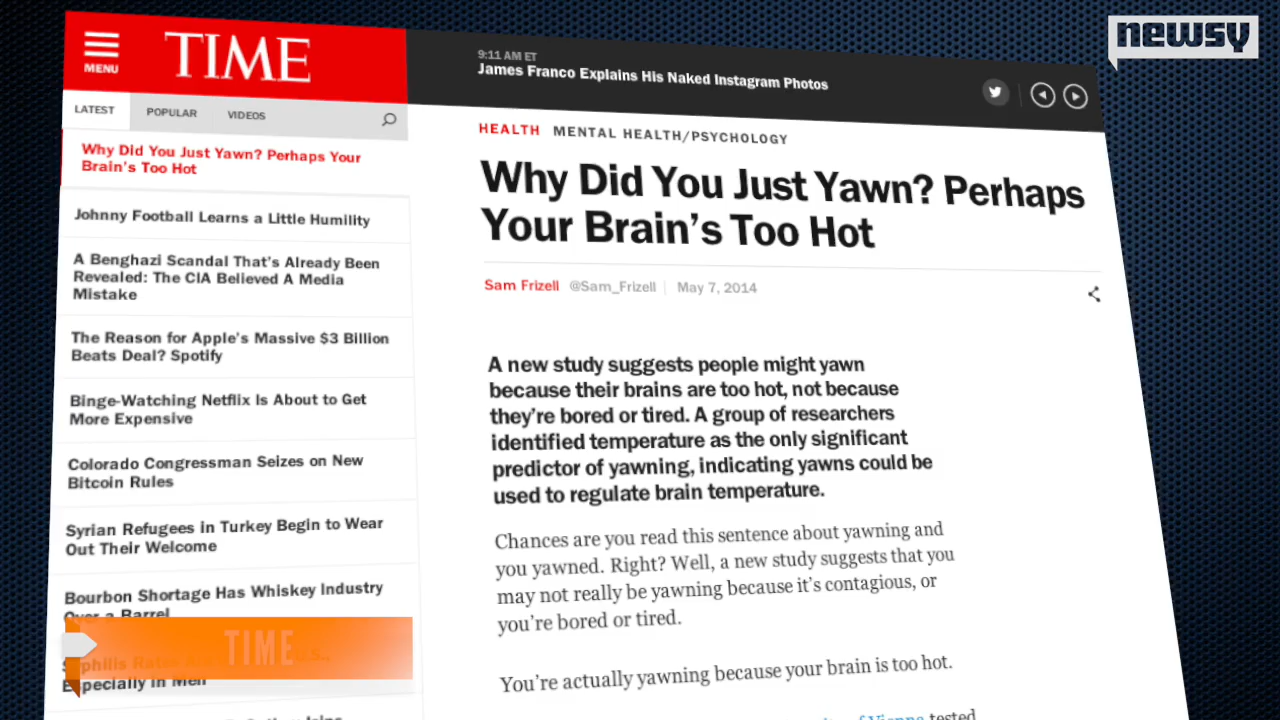 newsy
MENU
TIME
9:11 AM ET
James Franco Explains His Naked Instagram Photos
LATEST
POPULAR
VIDEOS
Why Did You Just Yawn? Perhaps Your
Brain's Too Hot
Johnny Football Learns a Little Humility
A Benghazi Scandal That's Already Been
Revealed: The CIA Believed A Media
Mistake
The Reason for Apple's Massive $3 Billion
Beats Deal? Spotify
Binge-Watching Netflix Is About to Get
More Expensive
Colorado Congressman Seizes on New
Bitcoin Rules
Syrian Refugees in Turkey Begin to Wear
Out Their Welcome
Bourbon Shortage Has Whiskey Industry
Over a Barrel
Syphilis Rates
Especially in Men
TIME
HEALTH MENTAL HEALTH/PSYCHOLOGY
Why Did You Just Yawn? Perhaps
Your Brain's Too Hot
Sam Frizell @Sam_Frizell May 7, 2014
A new study suggests people might yawn
because their brains are too hot, not because
they're bored or tired. A group of researchers
identified temperature as the only significant
predictor of yawning, indicating yawns could be
used to regulate brain temperature.
Chances are you read this sentence about yawning and
you yawned. Right? Well, a new study suggests that you
may not really be yawning because it's contagious, or
you're bored or tired.
You're actually yawning because your brain is too hot.
of Vienna tested